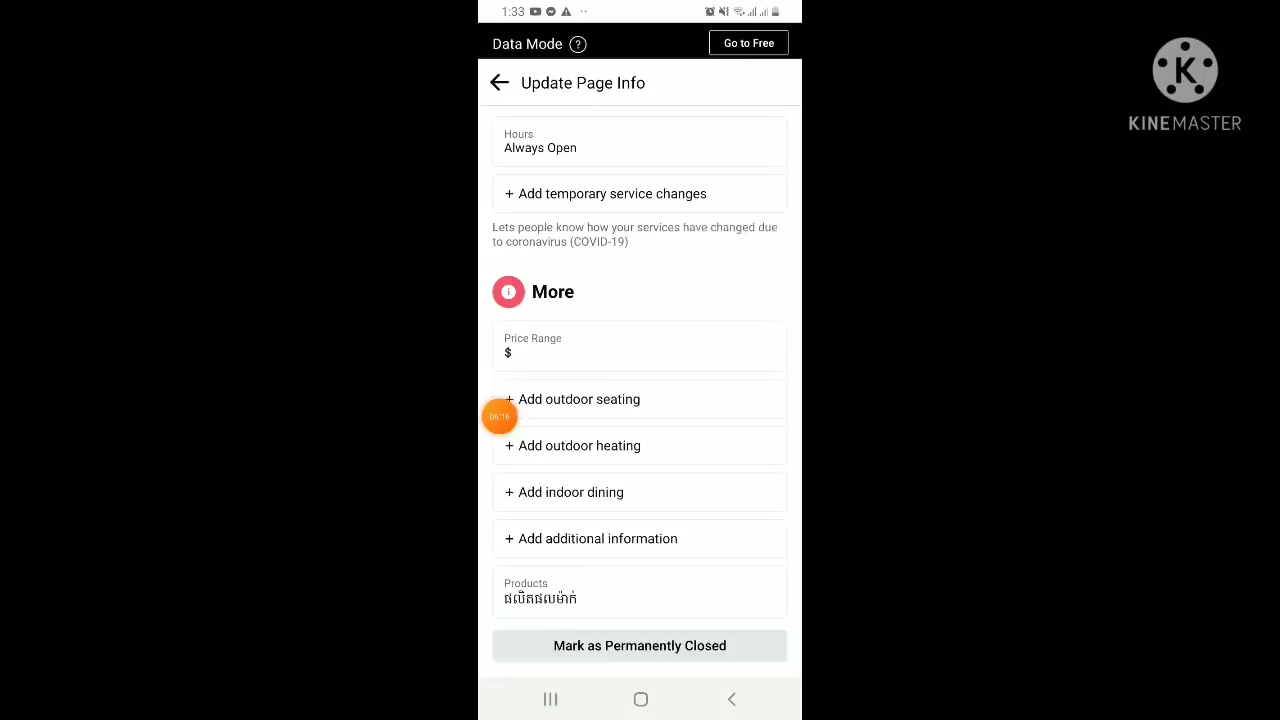 1:33
Data Mode ?
Go to Free
Update Page Info
K
KINEMASTER
Hours
Always Open
+ Add temporary service changes
Lets people know how your services have changed due
to coronavirus (COVID-19)
More
Price Range
$
+ Add outdoor seating
06:16
+ Add outdoor heating
+ Add indoor dining
+ Add additional information
Products
ផលិតផលម៉ាក់
Mark as Permanently Closed